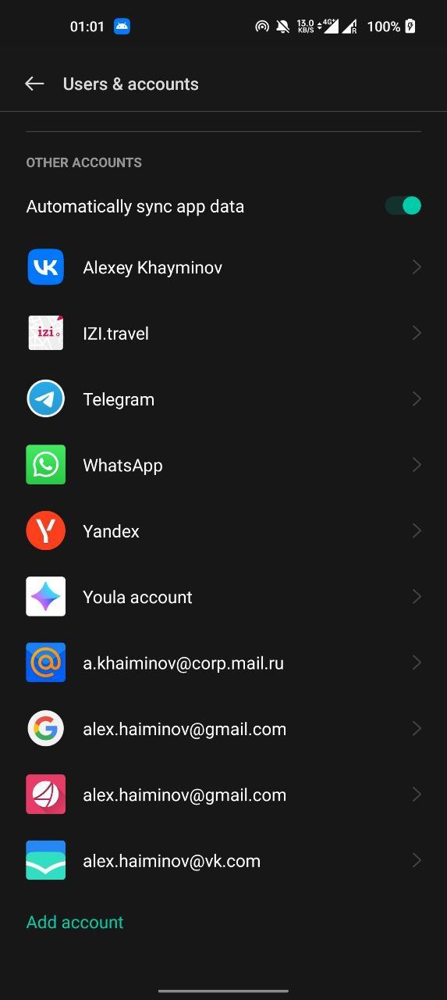 01:01
13.0 KB/S 4G+ R 100%
Users & accounts
OTHER ACCOUNTS
Automatically sync app data
Alexey Khayminov
izi.
IZI.travel
Telegram
WhatsApp
Yandex
Youla account
a.khaiminov@corp.mail.ru
alex.haiminov@gmail.com
alex.haiminov@gmail.com
alex.haiminov@vk.com
Add account